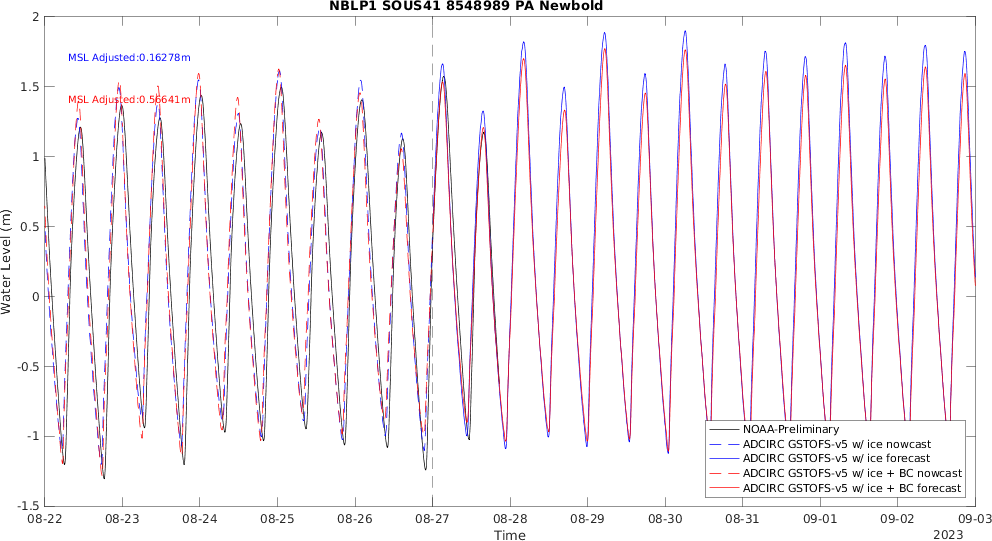 NBLP1 SOUS41 8548989 PA Newbold
MSL Adjusted:0.16278m
MSL Adjusted:0.56641m
Water Level (m)
2
1.5
1
0.5
0
-0.5
-1
-1.5
NOAA-Preliminary
ADCIRC GSTOFS-v5 w/ ice nowcast
ADCIRC GSTOFS-v5 w/ ice forecast
ADCIRC GSTOFS-v5 w/ ice + BC nowcast
ADCIRC GSTOFS-v5 w/ ice + BC forecast
08-22 08-23 08-24 08-25 08-26 08-27 08-28 08-29 08-30 08-31 09-01 09-02 09-03
Time
2023